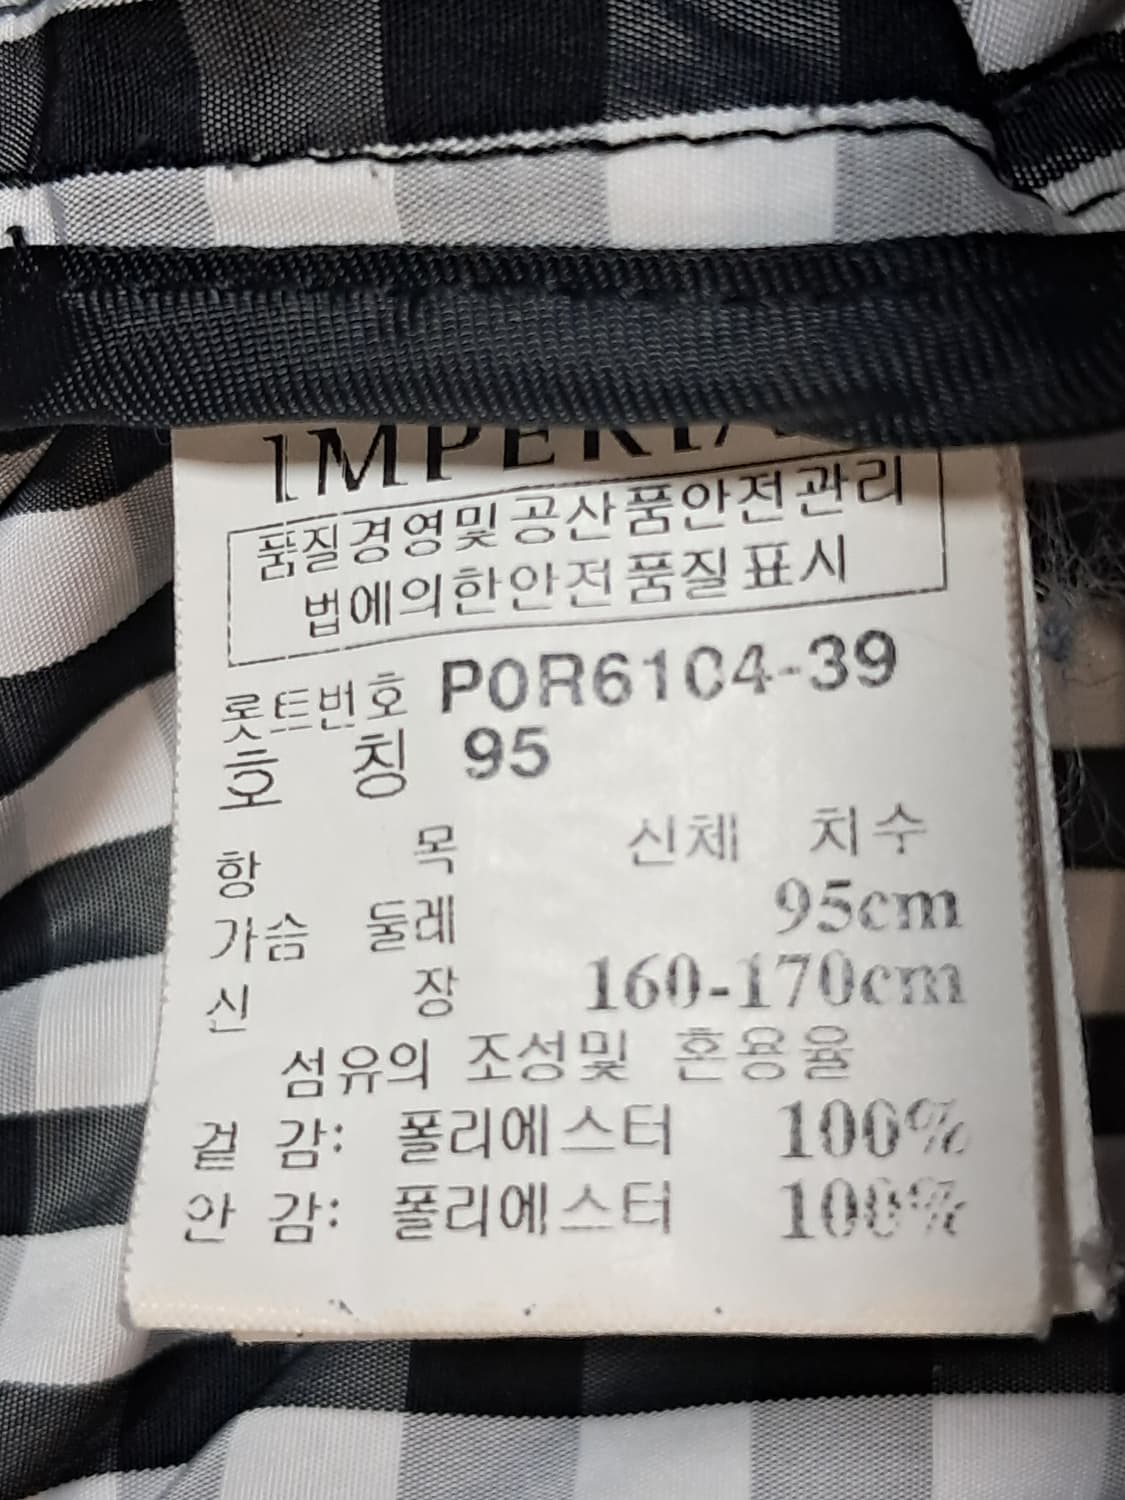 품질경영및 공산품안전관리
법에의한안전품질표시
롯트번호 POR6104-39
호 칭 95
항 목 신체 치수
가슴 둘레 95cm
신 장 160-170cm
섬유의 조성및 혼용율
겉 감: 폴리에스터 100%
안 감: 폴리에스터 100%